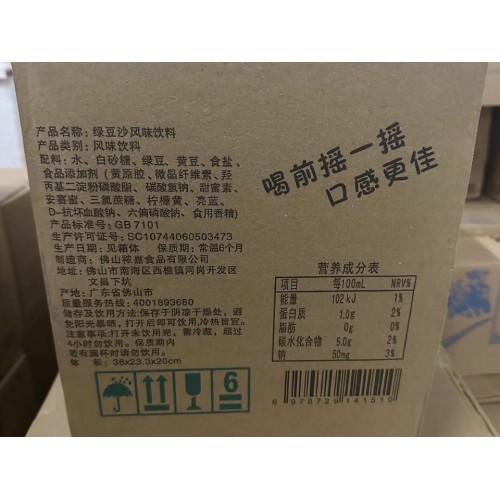 产品名称：绿豆沙风味饮料
产品类别：风味饮料
配料：水、白砂糖、绿豆、黄豆、食盐、
食品添加剂（黄原胶、微晶纤维素、羟
丙基二淀粉磷酸酯、碳酸氢钠、甜蜜素、
安赛蜜、三氯蔗糖、柠檬黄、亮蓝、
D-抗坏血酸钠、六偏磷酸钠、食用香精）
产品标准号：GB 7101
生产许可证号：SC10744060503473
生产日期：见箱体 保质期：常温6个月
制造商：佛山祿嘉食品有限公司
地址：佛山市南海区西樵镇河岗开发区
文昌下坊
产地：广东省佛山市
质量服务热线：4001893680
储存及饮用方法：保存于阴凉干燥处，避
免阳光暴晒，打开后即可饮用，冷热皆宜。
注意事项：打开未饮用完，需冷藏，超过
4小时勿饮用。保质期内
若有漏杯时请勿饮用。
体 积：38x23.3x20cm
喝前摇一摇
口感更佳
营养成分表
项目 每100mL NRV%
能量 102 kJ 1%
蛋白质 1.0g 2%
脂肪 0g 0%
碳水化合物 5.0g 2%
钠 50mg 3%
6
6 970725 141510